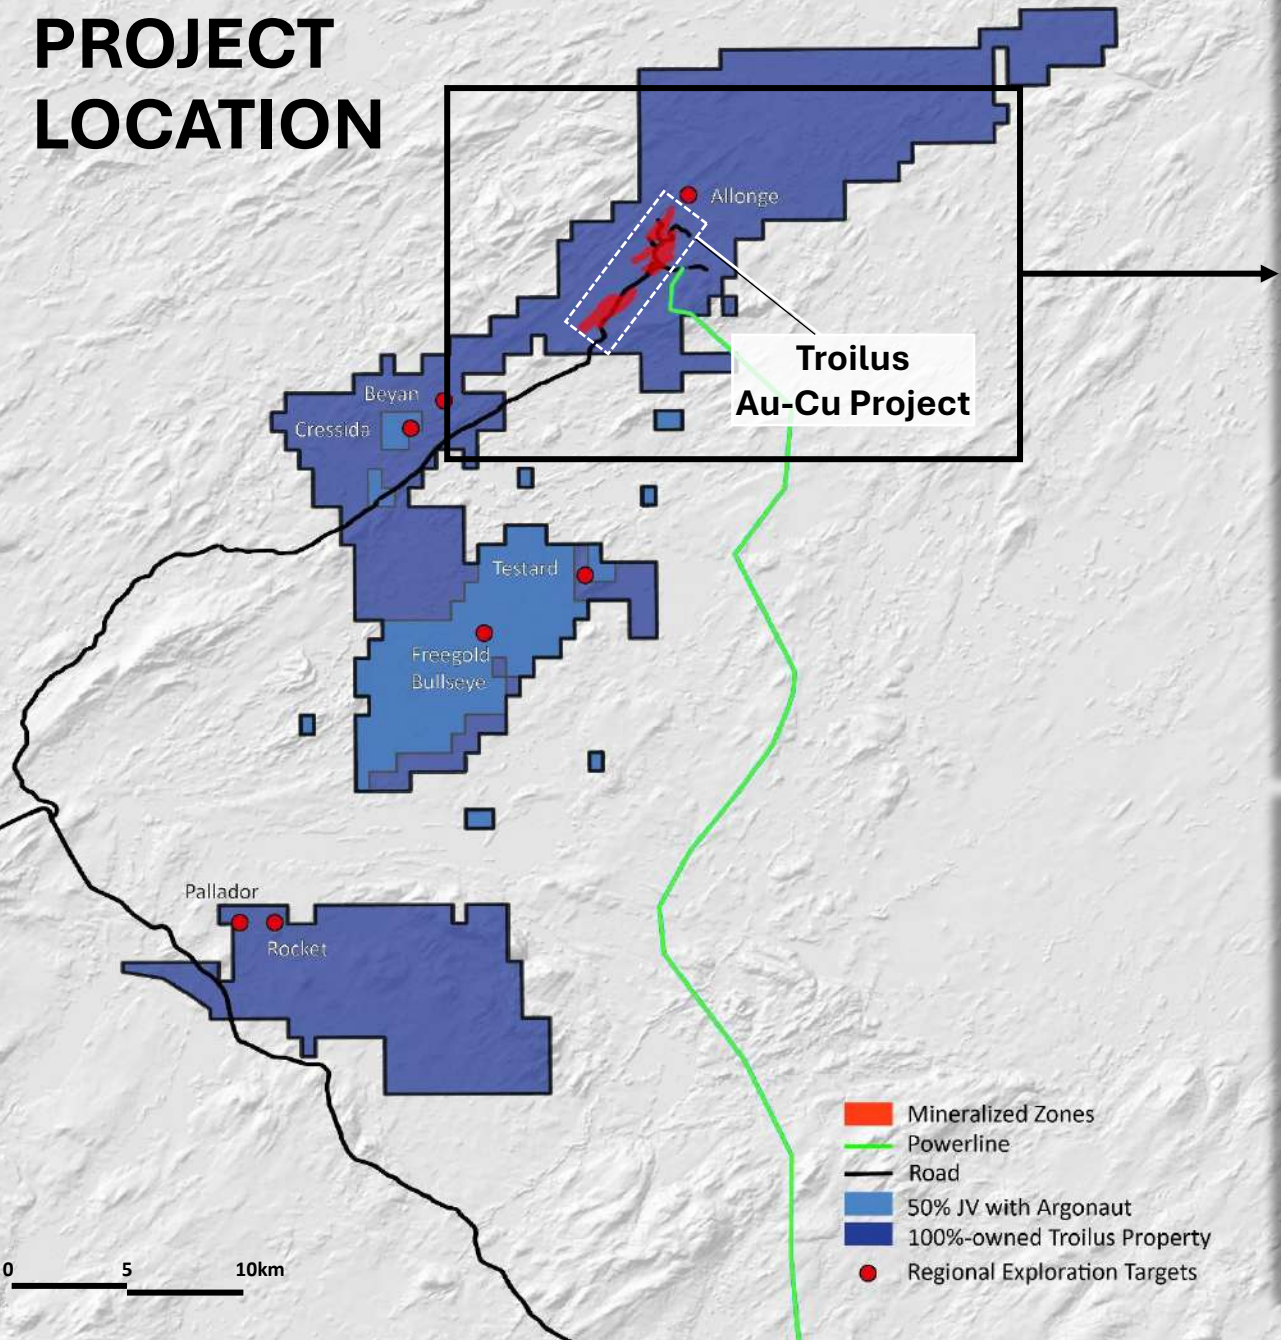 PROJECT
LOCATION
Allonge
Troilus
Au-Cu Project
Beyan
Cressida
Testard
Freegold
Bullseye
Pallador
Rocket
Mineralized Zones
Powerline
Road
50% JV with Argonaut
100%-owned Troilus Property
Regional Exploration Targets
0 5 10km